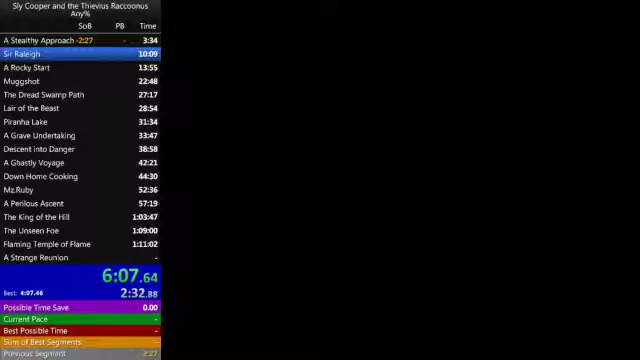 Sly Cooper and the Thievius Raccoonus
Any%
SoB PB Time
A Stealthy Approach -2:27 - 3:34
Sir Raleigh 10:09
A Rocky Start 13:55
Muggshot 22:48
The Dread Swamp Path 27:17
Lair of the Beast 28:54
Piranha Lake 31:34
A Grave Undertaking 33:47
Descent into Danger 38:58
A Ghastly Voyage 42:21
Down Home Cooking 44:30
Mz.Ruby 52:36
A Perilous Ascent 57:19
The King of the Hill 1:03:47
The Unseen Foe 1:09:00
Flaming Temple of Flame 1:11:02
A Strange Reunion -
6:07.64
Best: 4:07.46 2:32.88
Possible Time Save 0.00
Current Pace -
Best Possible Time -
Sum of Best Segments -
Previous Segment -2:27